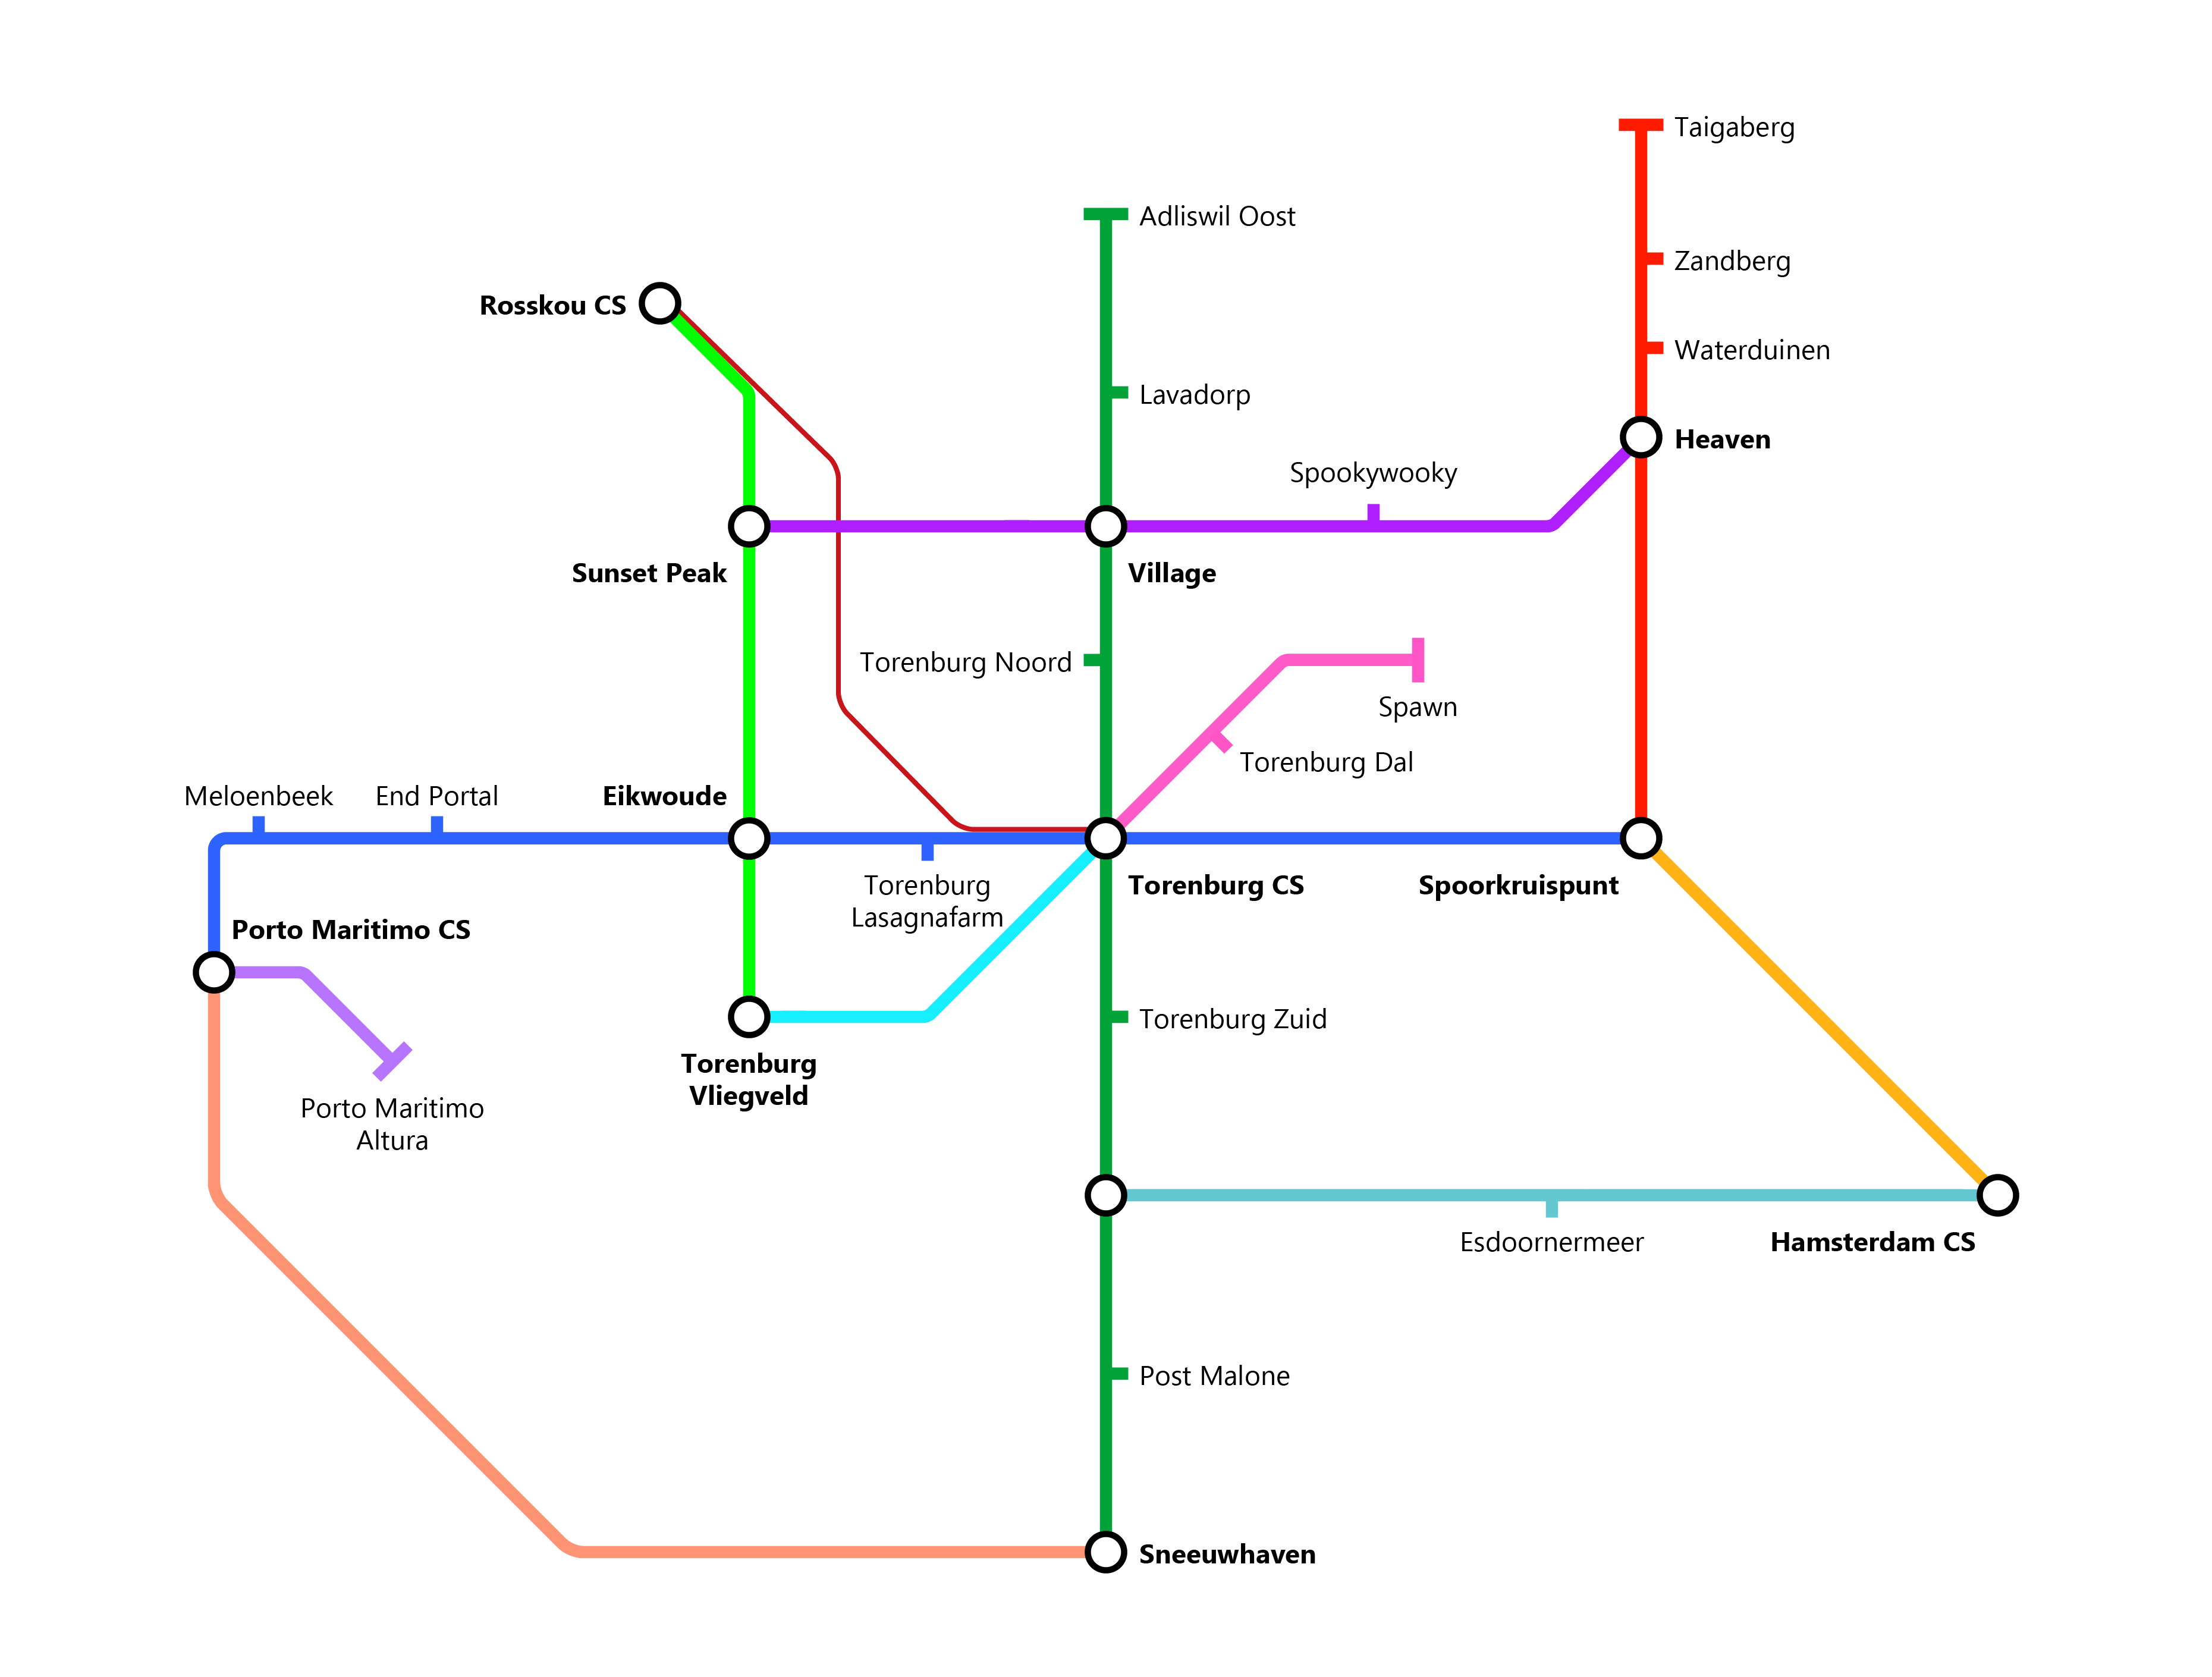 Taigaberg
Adliswil Oost
Zandberg
Rosskou CS
Waterduinen
Lavadorp
Heaven
Spookywooky
Sunset Peak
Village
Torenburg Noord
Spawn
Torenburg Dal
Meloenbeek
End Portal
Eikwoude
Torenburg
Lasagnafarm
Torenburg CS
Spoorkruispunt
Porto Maritimo CS
Torenburg Zuid
Torenburg
Vliegveld
Porto Maritimo
Altura
Esdoornermeer
Hamsterdam CS
Post Malone
Sneeuwhaven